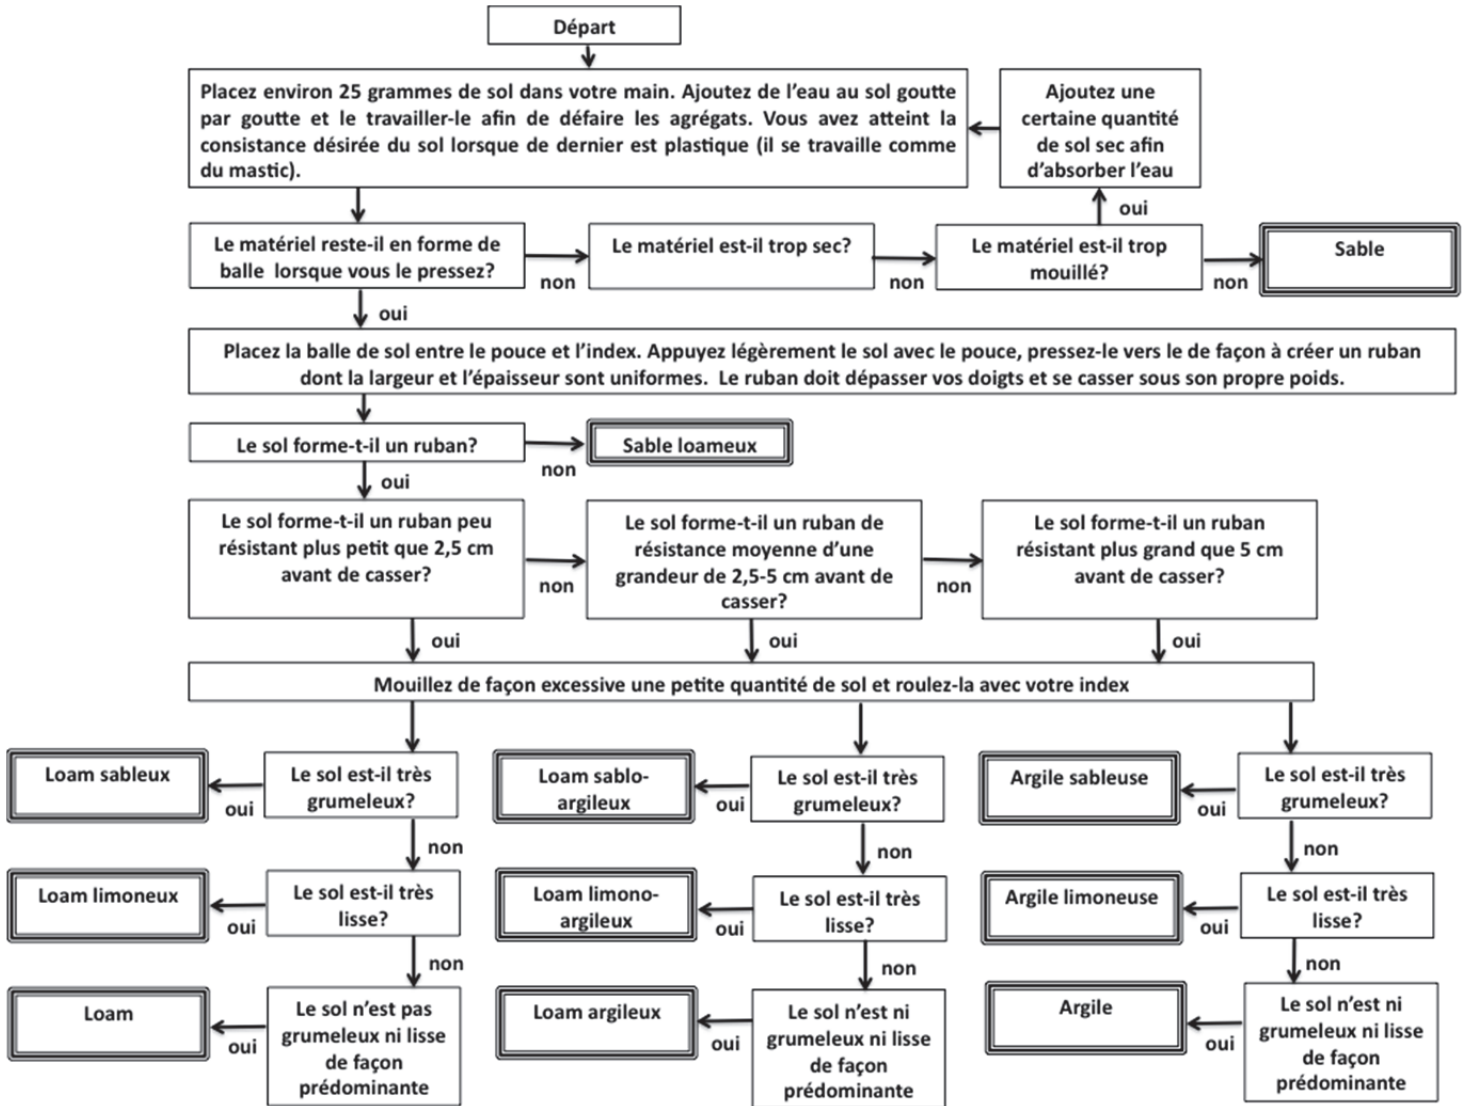 Départ
Placez environ 25 grammes de sol dans votre main. Ajoutez de l'eau au sol goutte
par goutte et le travailler-le afin de défaire les agrégats. Vous avez atteint la
consistance désirée du sol lorsque de dernier est plastique (il se travaille comme
du mastic).
Ajoutez une
certaine quantité
de sol sec afin
d'absorber l'eau
oui
Le matériel reste-il en forme de
balle lorsque vous le pressez?
non
Le matériel est-il trop sec?
non
Le matériel est-il trop
mouillé?
non
Sable
oui
Placez la balle de sol entre le pouce et l'index. Appuyez légèrement le sol avec le pouce, pressez-le vers le de façon à créer un ruban
dont la largeur et l'épaisseur sont uniformes. Le ruban doit dépasser vos doigts et se casser sous son propre poids.
Le sol forme-t-il un ruban?
non
Sable loameux
oui
Le sol forme-t-il un ruban peu
résistant plus petit que 2,5 cm
avant de casser?
non
Le sol forme-t-il un ruban de
résistance moyenne d'une
grandeur de 2,5-5 cm avant de
casser?
non
Le sol forme-t-il un ruban
résistant plus grand que 5 cm
avant de casser?
oui
oui
oui
Mouillez de façon excessive une petite quantité de sol et roulez-la avec votre index
Loam sableux
oui
Le sol est-il très
grumeleux?
non
Loam limoneux
oui
Le sol est-il très
lisse?
non
Loam
oui
Le sol n'est pas
grumeleux ni lisse
de façon
prédominante
Loam sablo-
argileux
oui
Le sol est-il très
grumeleux?
non
Loam limono-
argileux
oui
Le sol est-il très
lisse?
non
Loam argileux
oui
Le sol n'est ni
grumeleux ni lisse
de façon
prédominante
Argile sableuse
oui
Le sol est-il très
grumeleux?
non
Argile limoneuse
oui
Le sol est-il très
lisse?
non
Argile
oui
Le sol n'est ni
grumeleux ni lisse
de façon
prédominante